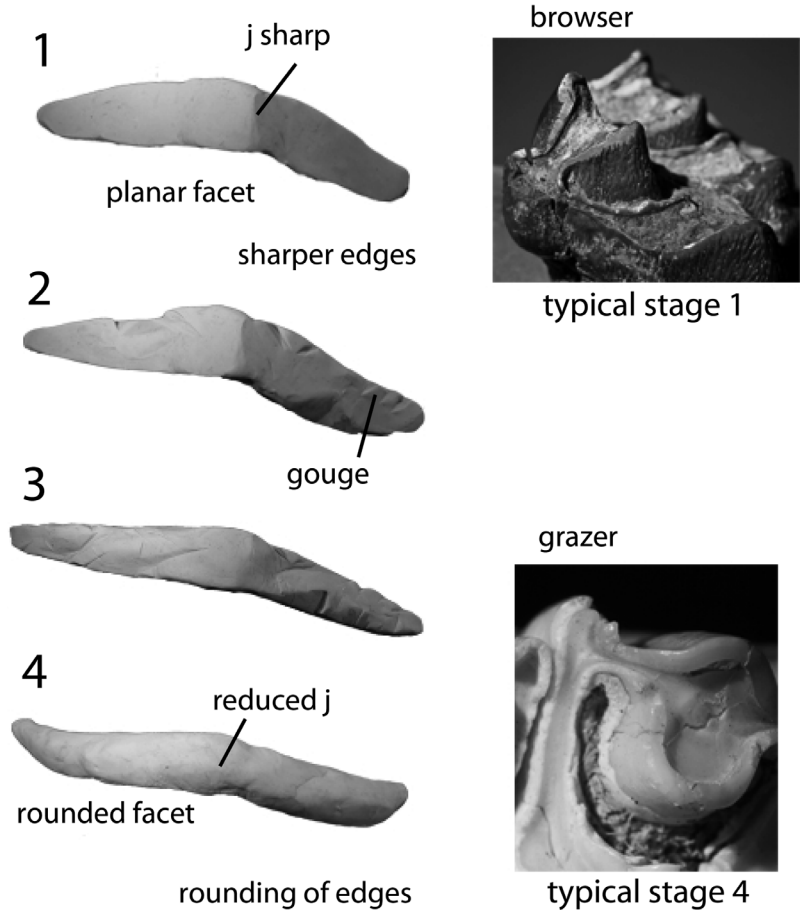 1
j sharp
planar facet
sharper edges
browser
typical stage 1
2
gouge
3
4
reduced j
rounded facet
rounding of edges
grazer
typical stage 4